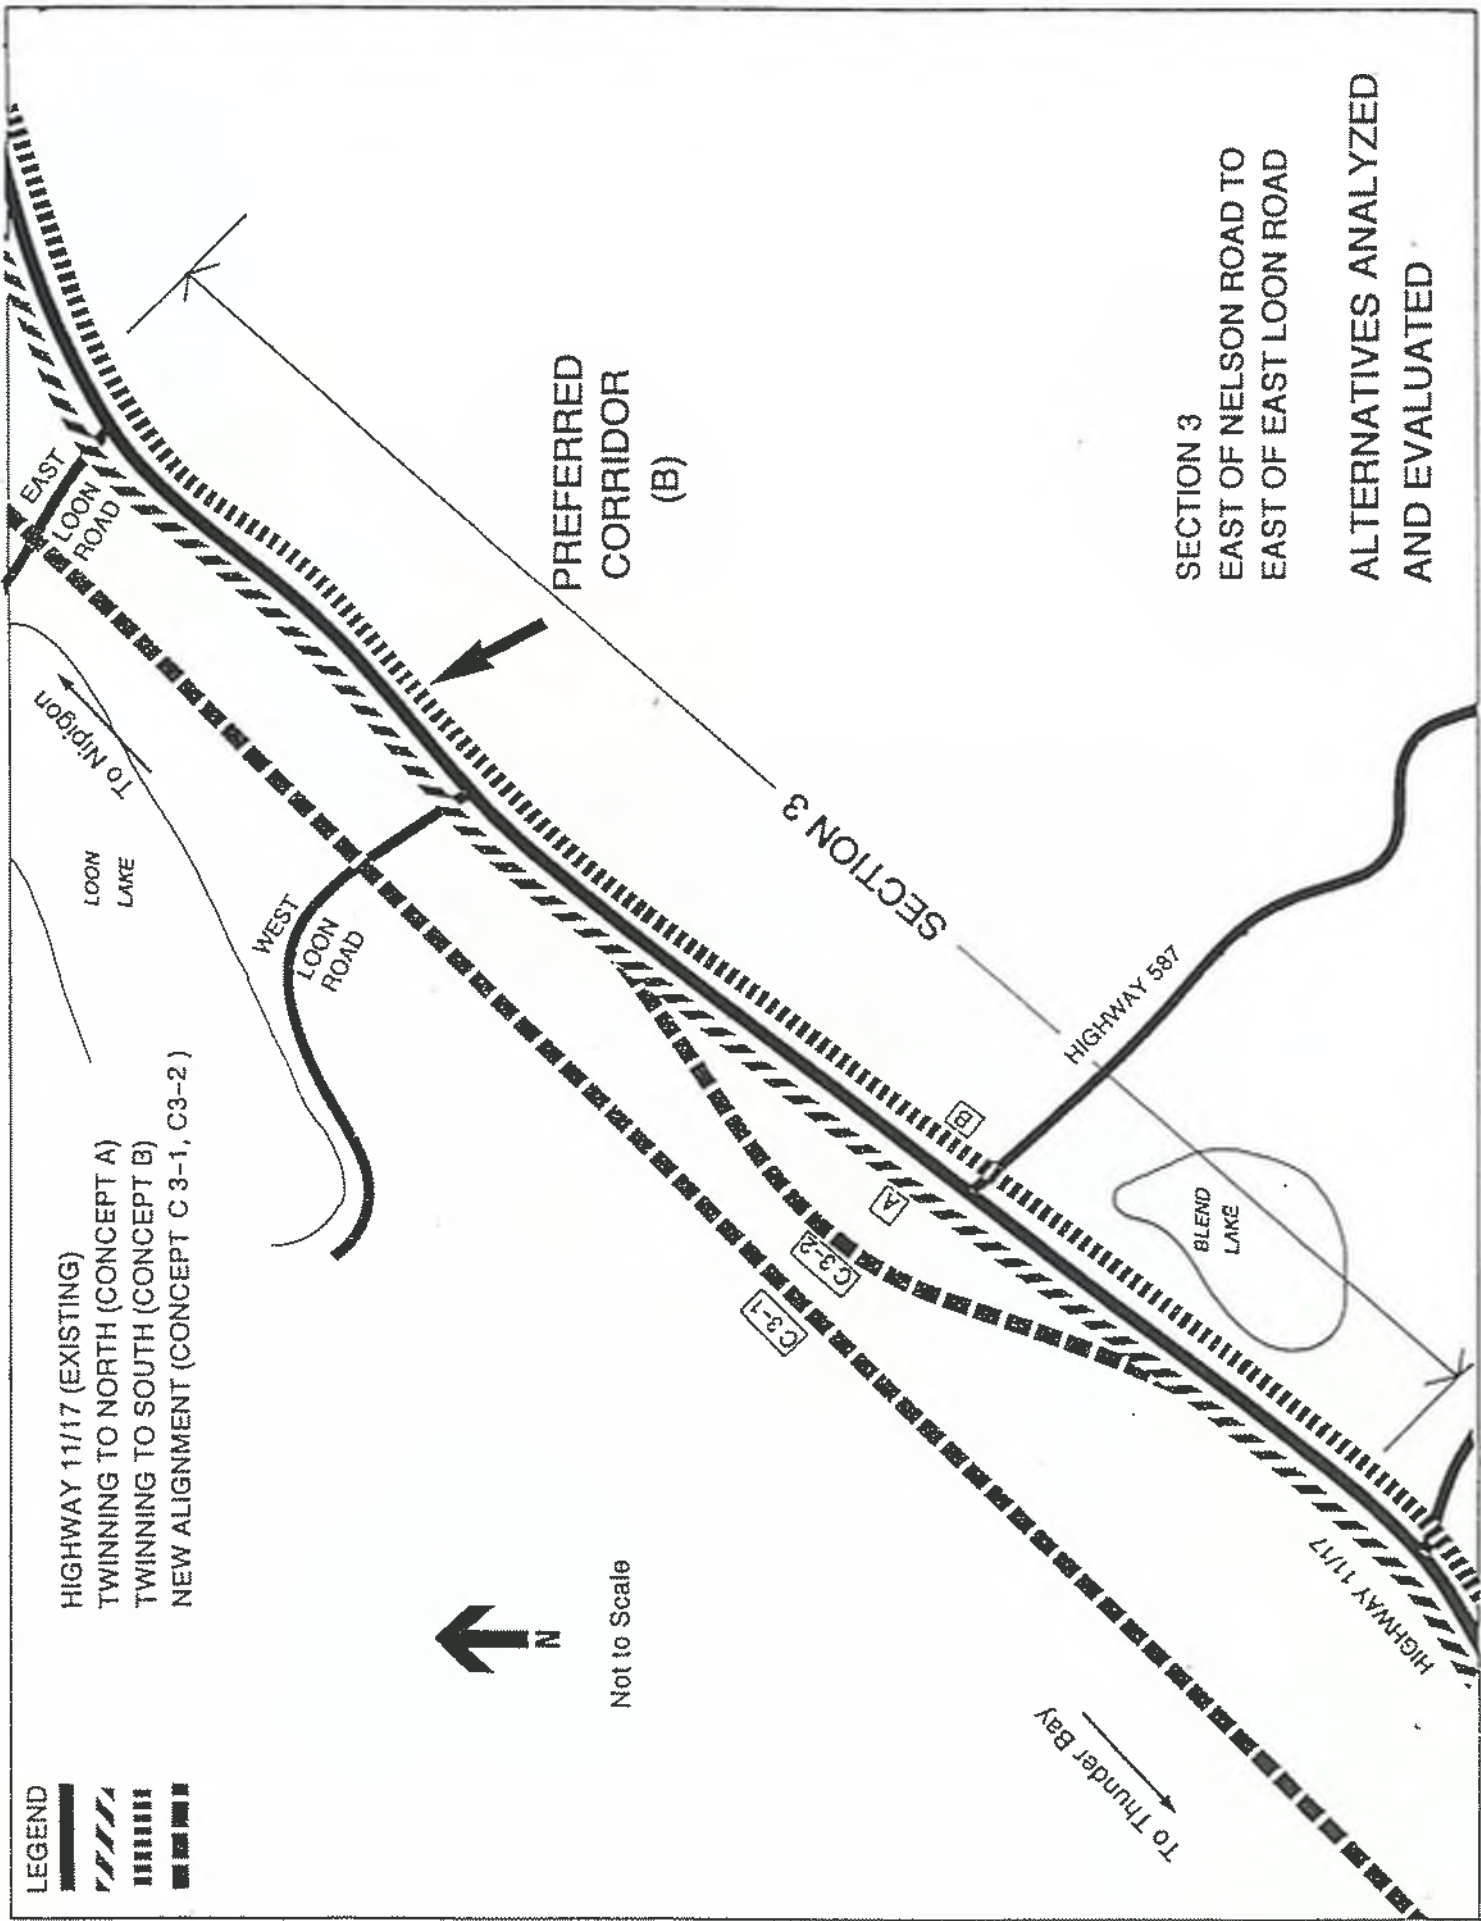 LEGEND
HIGHWAY 11/17 (EXISTING)
TWINNING TO NORTH (CONCEPT A)
TWINNING TO SOUTH (CONCEPT B)
NEW ALIGNMENT (CONCEPT C 3-1, C3-2)
N
Not to Scale
LOON
LAKE
To Nipigon
EAST
LOON
ROAD
WEST
LOON
ROAD
PREFERRED
CORRIDOR
(B)
C 3-1
C 3-2
A
B
SECTION 3
HIGHWAY 587
BLEND
LAKE
To Thunder Bay
HIGHWAY 11/17
SECTION 3
EAST OF NELSON ROAD TO
EAST OF EAST LOON ROAD
ALTERNATIVES ANALYZED
AND EVALUATED